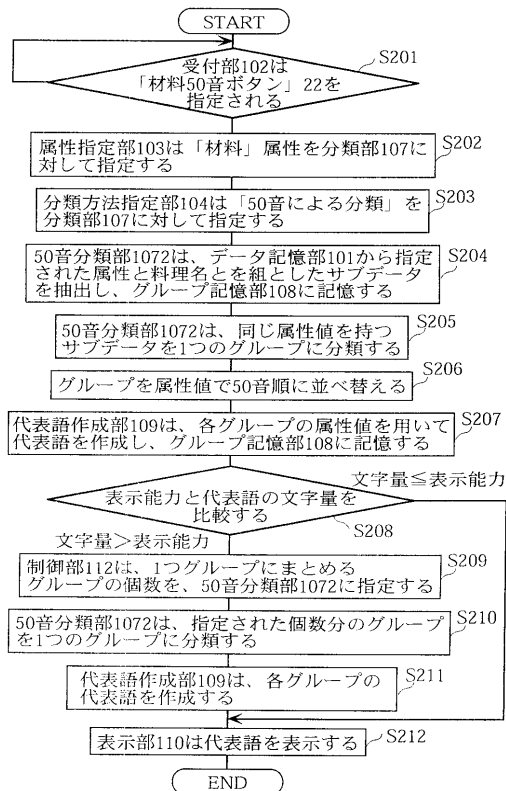 START
受付部102は
「材料50音ボタン」22を
指定される
S201
属性指定部103は「材料」属性を分類部107に
対して指定する
S202
分類方法指定部104は「50音による分類」を
分類部107に対して指定する
S203
50音分類部1072は、データ記憶部101から指定
された属性と料理名とを組としたサブデータ
を抽出し、グループ記憶部108に記憶する
S204
50音分類部1072は、同じ属性値を持つ
サブデータを1つのグループに分類する
S205
グループを属性値で50音順に並べ替える
S206
代表語作成部109は、各グループの属性値を用いて
代表語を作成し、グループ記憶部108に記憶する
S207
表示能力と代表語の文字量を
比較する
S208
文字量≦表示能力
文字量＞表示能力
制御部112は、1つグループにまとめる
グループの個数を、50音分類部1072に指定する
S209
50音分類部1072は、指定された個数分のグループ
を1つのグループに分類する
S210
代表語作成部109は、各グループの
代表語を作成する
S211
表示部110は代表語を表示する
S212
END